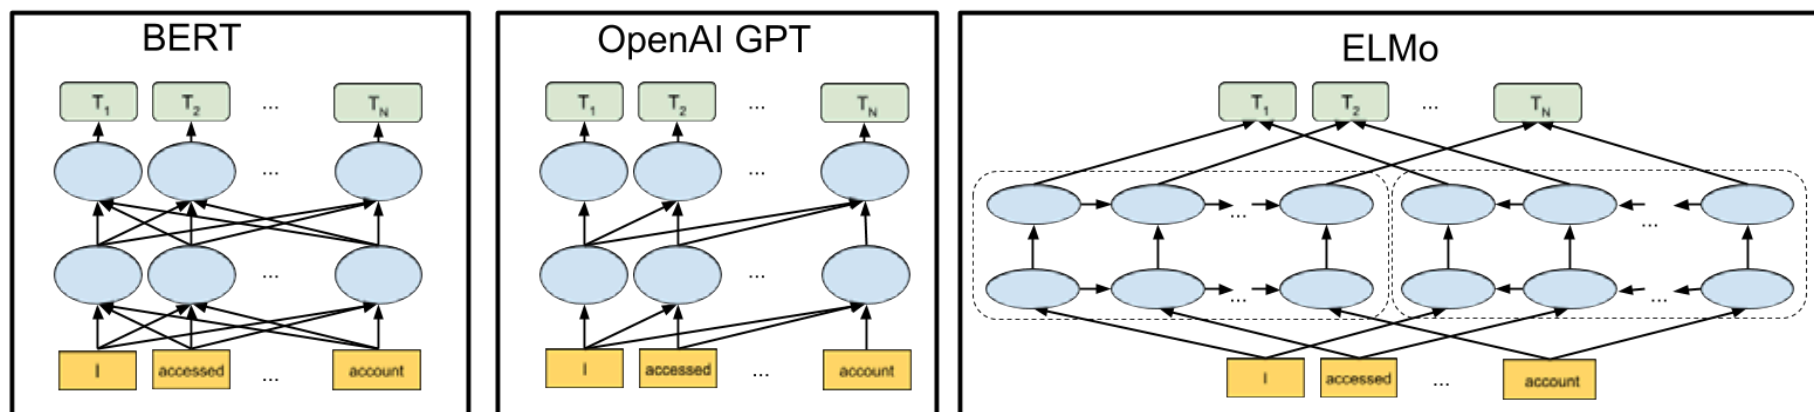 BERT
T1 T2 ... TN
...
...
I accessed ... account
OpenAI GPT
T1 T2 ... TN
...
...
I accessed ... account
ELMo
T1 T2 ... TN
... ...
... ...
I accessed ... account